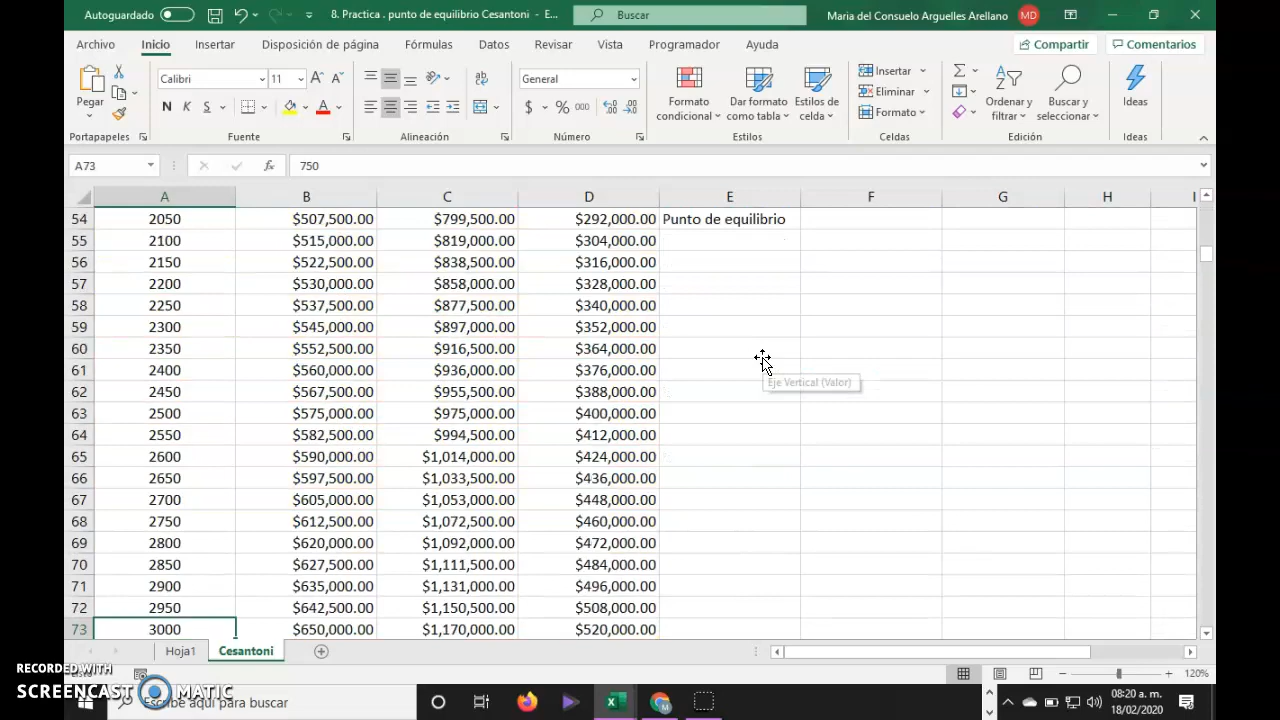 Autoguardado
8. Practica . punto de equilibrio Cesantoni - E...
Buscar
Maria del Consuelo Arguelles Arellano
MD
Archivo Inicio Insertar Disposición de página Fórmulas Datos Revisar Vista Programador Ayuda Compartir Comentarios
Pegar
Portapapeles
Calibri 11
N K S
Fuente
Alineación
General
$ % 000
Número
Formato condicional
Dar formato como tabla
Estilos de celda
Estilos
Insertar
Eliminar
Formato
Celdas
Ordenar y filtrar
Buscar y seleccionar
Edición
Ideas
Ideas
A73 fx 750
A B C D E F G H I
54 2050 $507,500.00 $799,500.00 $292,000.00 Punto de equilibrio
55 2100 $515,000.00 $819,000.00 $304,000.00
56 2150 $522,500.00 $838,500.00 $316,000.00
57 2200 $530,000.00 $858,000.00 $328,000.00
58 2250 $537,500.00 $877,500.00 $340,000.00
59 2300 $545,000.00 $897,000.00 $352,000.00
60 2350 $552,500.00 $916,500.00 $364,000.00
61 2400 $560,000.00 $936,000.00 $376,000.00
Eje Vertical (Valor)
62 2450 $567,500.00 $955,500.00 $388,000.00
63 2500 $575,000.00 $975,000.00 $400,000.00
64 2550 $582,500.00 $994,500.00 $412,000.00
65 2600 $590,000.00 $1,014,000.00 $424,000.00
66 2650 $597,500.00 $1,033,500.00 $436,000.00
67 2700 $605,000.00 $1,053,000.00 $448,000.00
68 2750 $612,500.00 $1,072,500.00 $460,000.00
69 2800 $620,000.00 $1,092,000.00 $472,000.00
70 2850 $627,500.00 $1,111,500.00 $484,000.00
71 2900 $635,000.00 $1,131,000.00 $496,000.00
72 2950 $642,500.00 $1,150,500.00 $508,000.00
73 3000 $650,000.00 $1,170,000.00 $520,000.00
Hoja1 Cesantoni
120%
RECORDED WITH
SCREENCAST MATIC
Escribe aquí para buscar
08:20 a. m.
18/02/2020